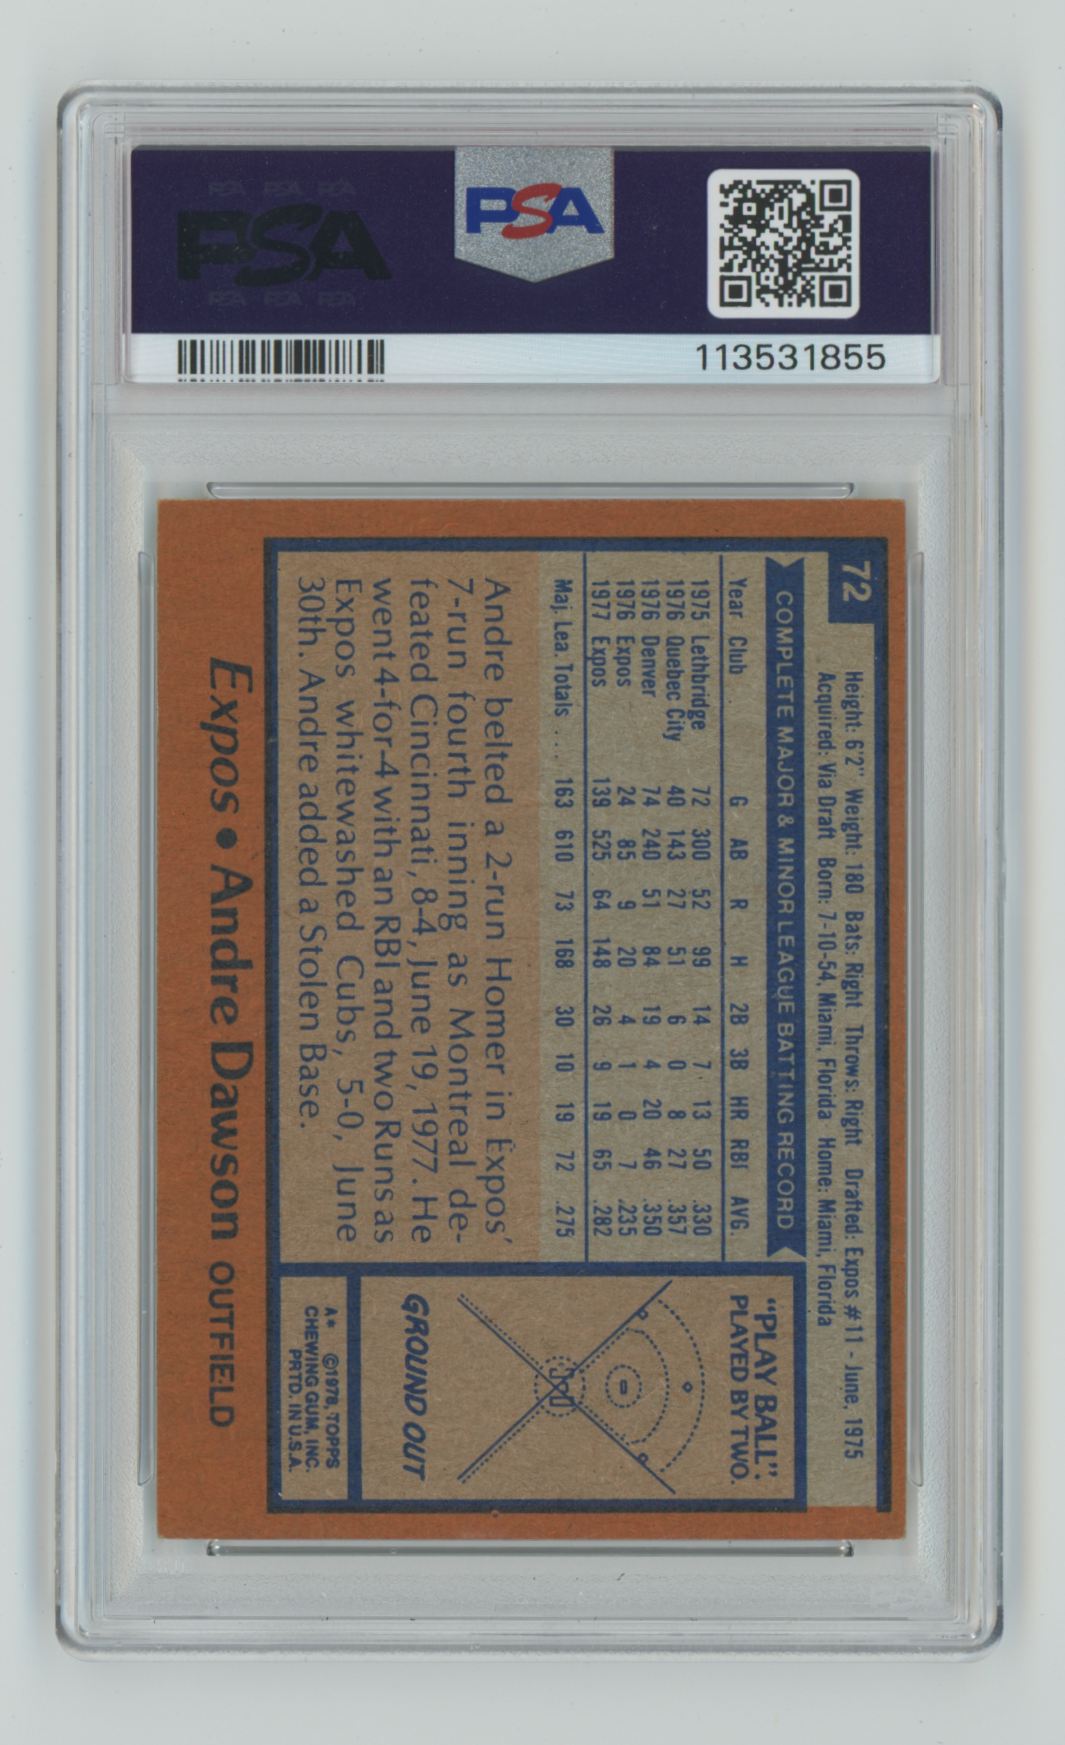 PSA PSA PSA
PSA
PSA PSA PSA
PSA
113531855
72
Height: 6'2" Weight: 180 Bats: Right Throws: Right Drafted: Expos #11 - June, 1975
Acquired: Via Draft Born: 7-10-54, Miami, Florida Home: Miami, Florida
COMPLETE MAJOR & MINOR LEAGUE BATTING RECORD
Year Club G AB R H 2B 3B HR RBI AVG.
1975 Lethbridge 72 300 52 99 14 7 13 50 .330
1976 Quebec City 40 143 27 51 6 0 8 27 .357
1976 Denver 74 240 51 84 19 4 20 46 .350
1976 Expos 24 85 9 20 4 1 0 7 .235
1977 Expos 139 525 64 148 26 9 19 65 .282
Maj. Lea. Totals ... 163 610 73 168 30 10 19 72 .275
Andre belted a 2-run Homer in Expos'
7-run fourth inning as Montreal de-
feated Cincinnati, 8-4, June 19, 1977. He
went 4-for-4 with an RBI and two Runs as
Expos whitewashed Cubs, 5-0, June
30th. Andre added a Stolen Base.
"PLAY BALL":
PLAYED BY TWO.
GROUND OUT
A* ©1978, TOPPS
CHEWING GUM, INC.
PRTD. IN U.S.A.
Expos • Andre Dawson OUTFIELD